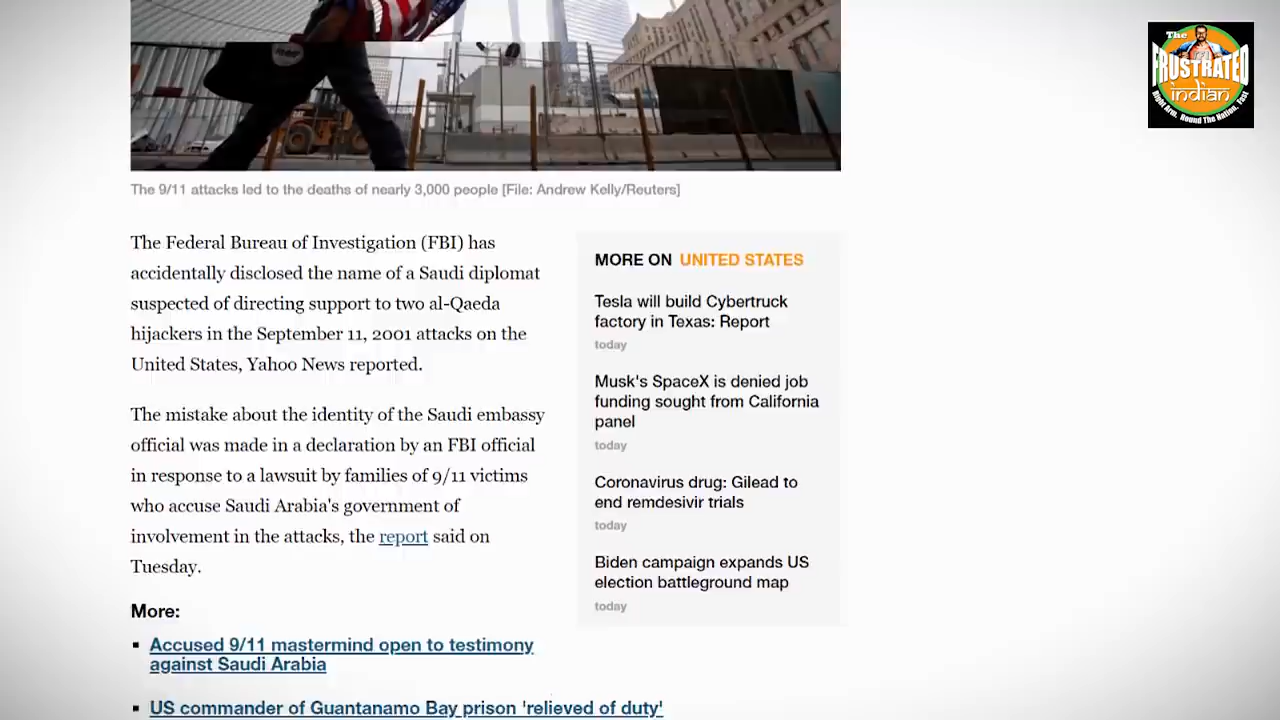 The
FRUSTRATED
indian
Right Arm, Round The Nation, Fast
The 9/11 attacks led to the deaths of nearly 3,000 people [File: Andrew Kelly/Reuters]
The Federal Bureau of Investigation (FBI) has
accidentally disclosed the name of a Saudi diplomat
suspected of directing support to two al-Qaeda
hijackers in the September 11, 2001 attacks on the
United States, Yahoo News reported.
The mistake about the identity of the Saudi embassy
official was made in a declaration by an FBI official
in response to a lawsuit by families of 9/11 victims
who accuse Saudi Arabia's government of
involvement in the attacks, the report said on
Tuesday.
More:
▪ Accused 9/11 mastermind open to testimony
against Saudi Arabia
▪ US commander of Guantanamo Bay prison 'relieved of duty'
MORE ON UNITED STATES
Tesla will build Cybertruck
factory in Texas: Report
today
Musk's SpaceX is denied job
funding sought from California
panel
today
Coronavirus drug: Gilead to
end remdesivir trials
today
Biden campaign expands US
election battleground map
today